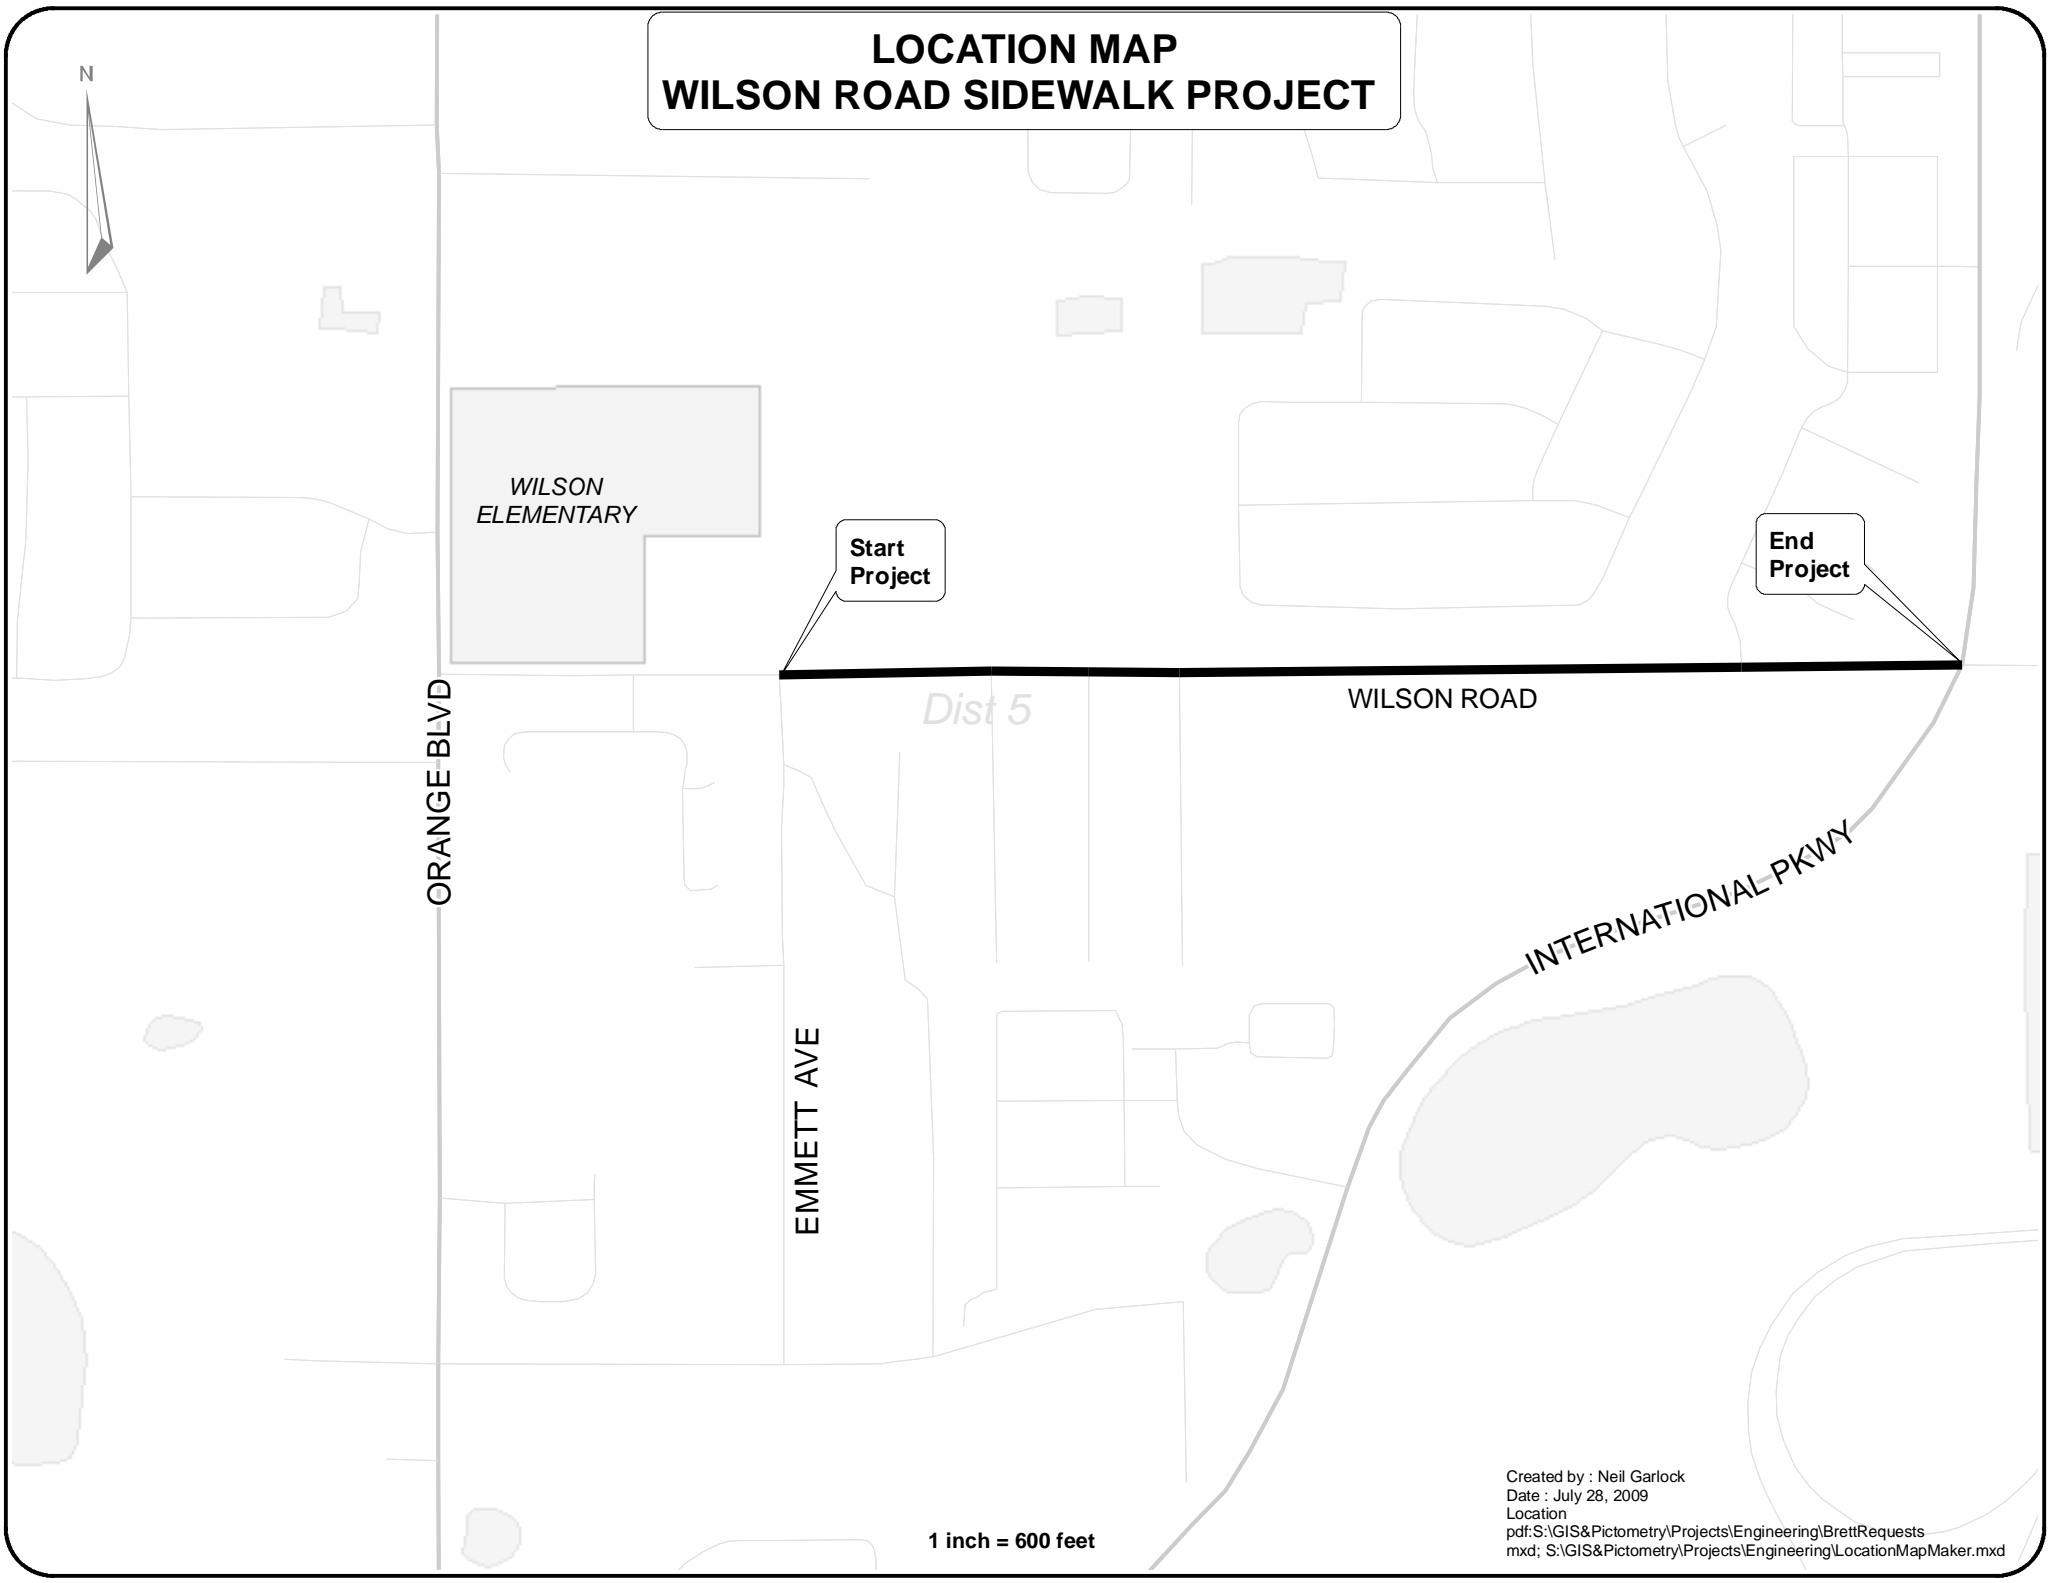 LOCATION MAP
WILSON ROAD SIDEWALK PROJECT
N
WILSON
ELEMENTARY
Start
Project
End
Project
Dist 5
WILSON ROAD
ORANGE BLVD
INTERNATIONAL PKWY
EMMETT AVE
1 inch = 600 feet
Created by : Neil Garlock
Date : July 28, 2009
Location
pdf:S:\GIS&Pictometry\Projects\Engineering\BrettRequests
mxd; S:\GIS&Pictometry\Projects\Engineering\LocationMapMaker.mxd